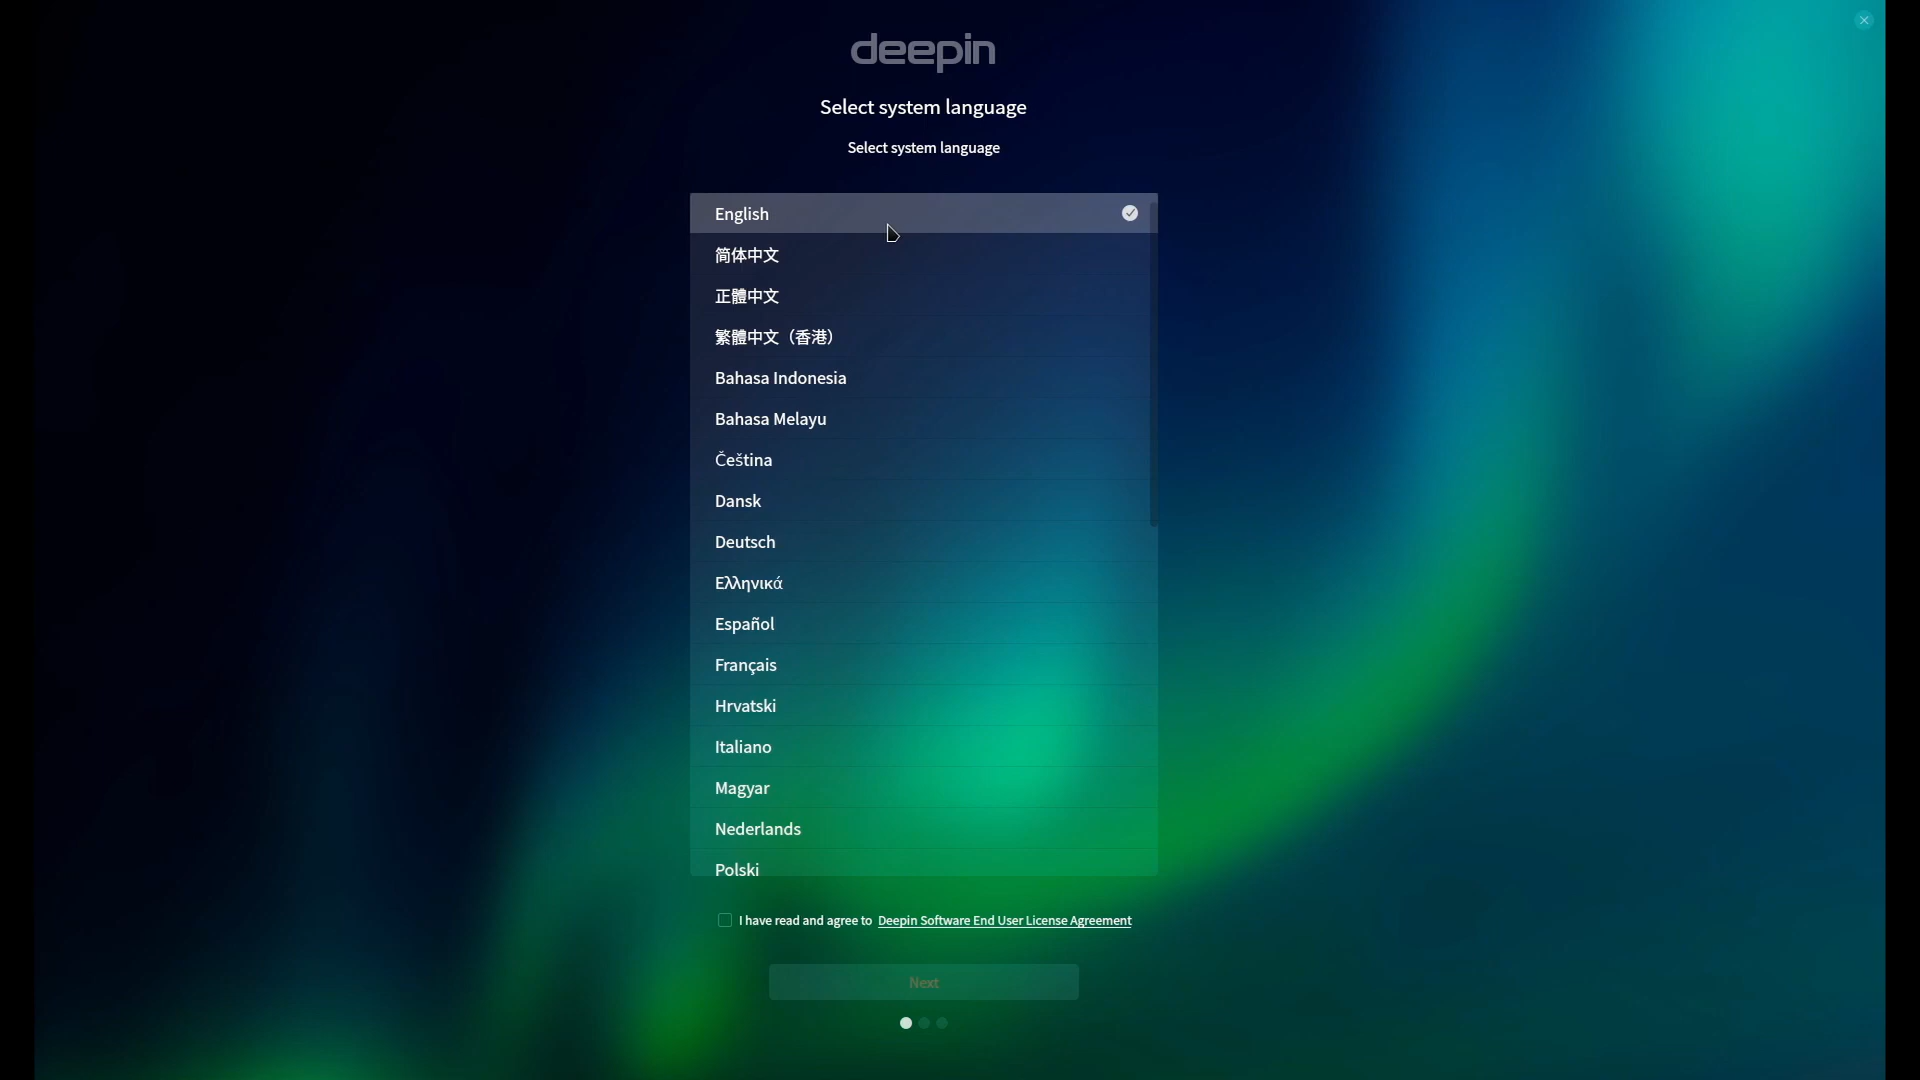 deepin
Select system language
Select system language
English
简体中文
正體中文
繁體中文（香港）
Bahasa Indonesia
Bahasa Melayu
Čeština
Dansk
Deutsch
Ελληνικά
Español
Français
Hrvatski
Italiano
Magyar
Nederlands
Polski
I have read and agree to Deepin Software End User License Agreement
Next